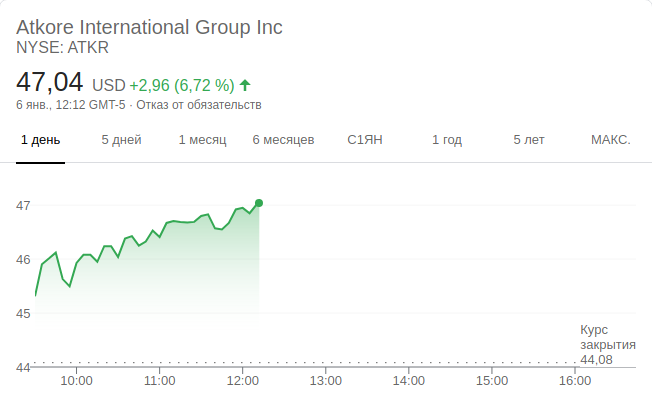 Atkore International Group Inc
NYSE: ATKR
47,04 USD +2,96 (6,72 %)
6 янв., 12:12 GMT-5 · Отказ от обязательств
1 день 5 дней 1 месяц 6 месяцев С1ЯН 1 год 5 лет МАКС.
47
46
45
Курс
закрытия
44,08
44
10:00 11:00 12:00 13:00 14:00 15:00 16:00